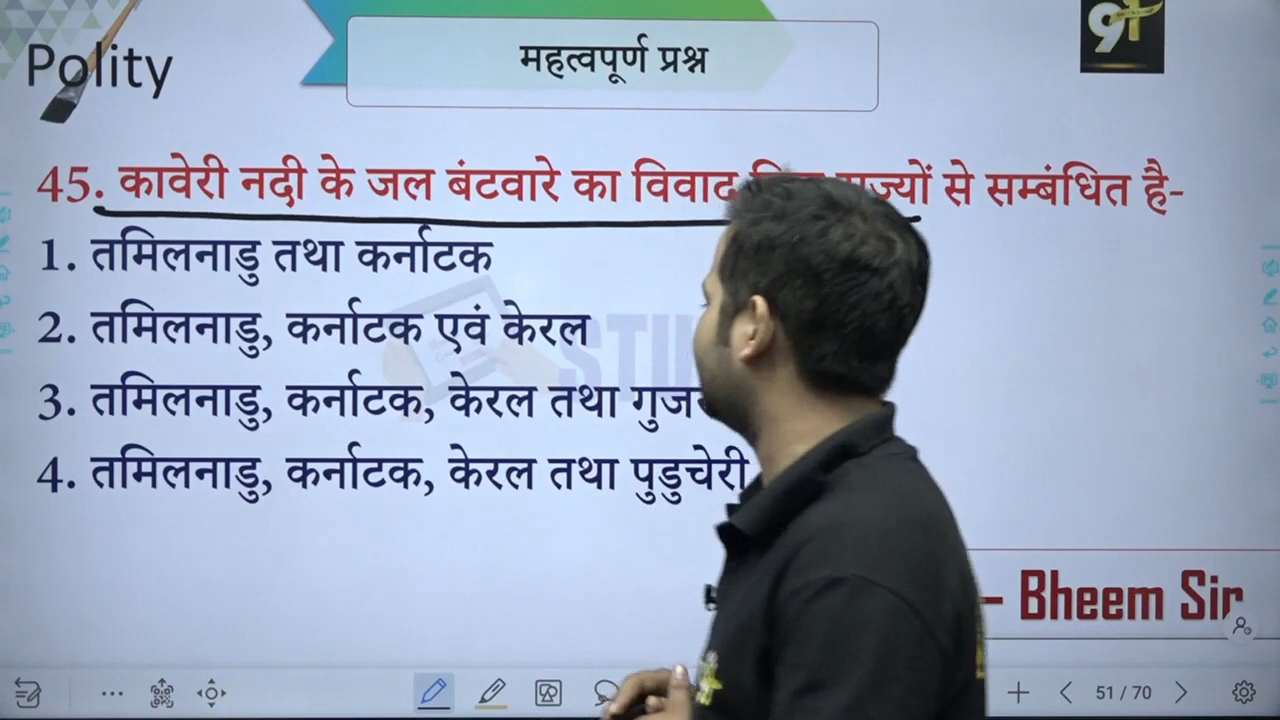 Polity
महत्वपूर्ण प्रश्न
45. कावेरी नदी के जल बंटवारे का विवाद से सम्बंधित है-
1. तमिलनाडु तथा कर्नाटक
2. तमिलनाडु, कर्नाटक एवं केरल
3. तमिलनाडु, कर्नाटक, केरल तथा
4. तमिलनाडु, कर्नाटक, केरल तथा पुडुचेरी
- Bheem Sir
51 / 70